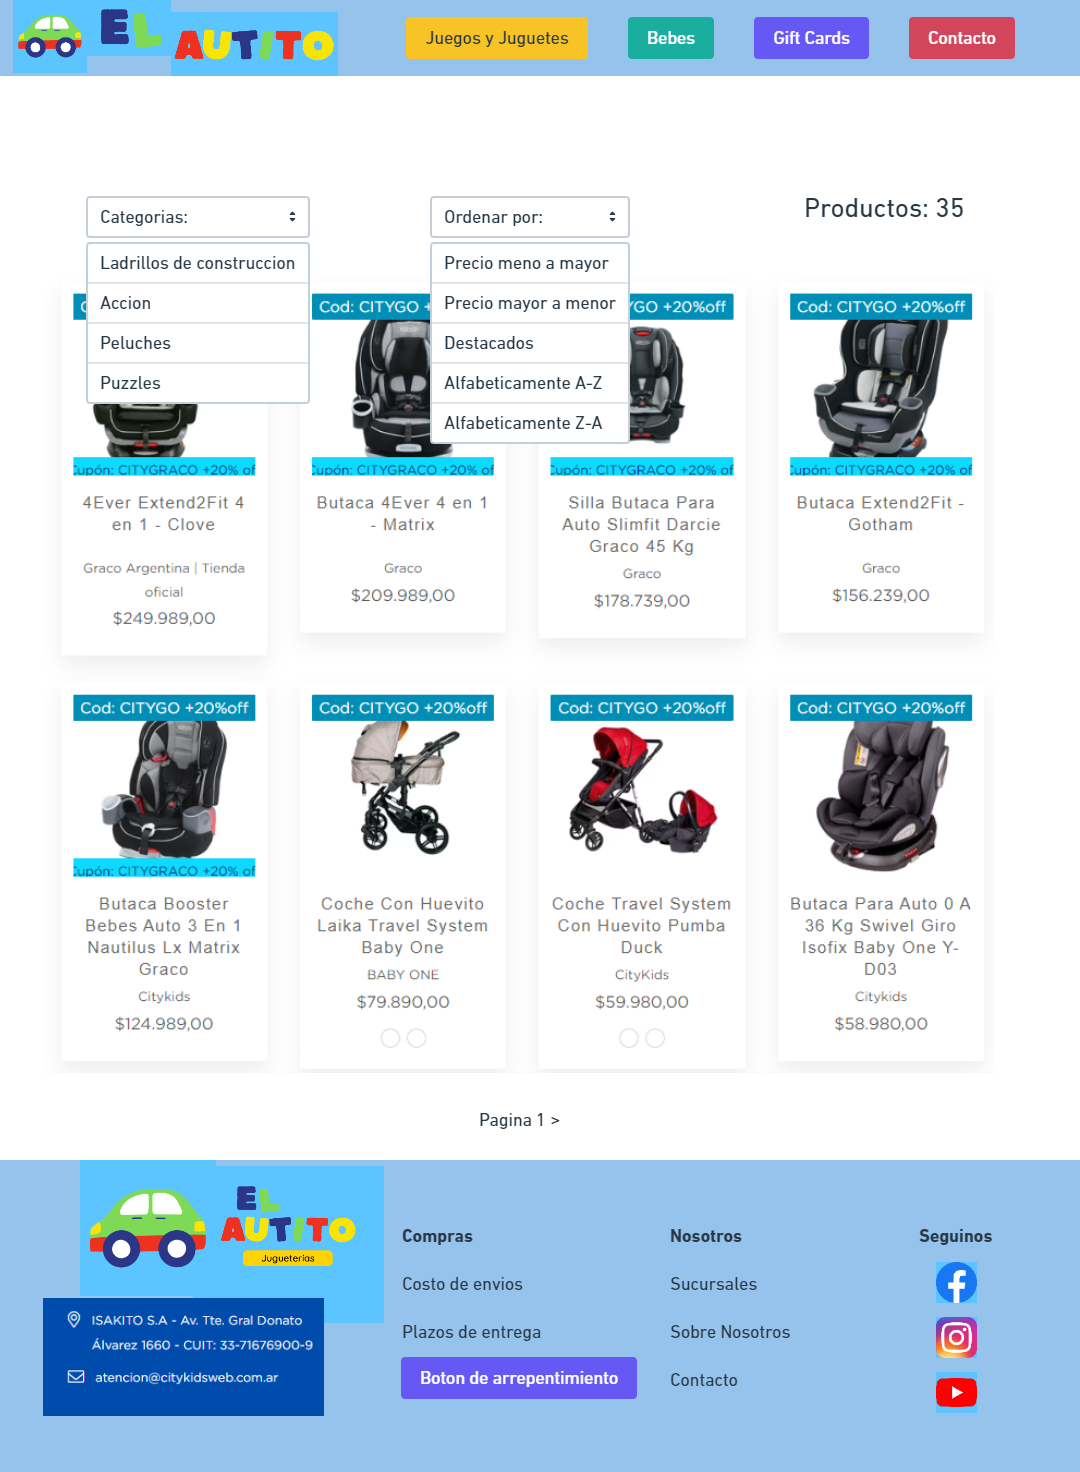 EL AUTITO
Juegos y Juguetes
Bebes
Gift Cards
Contacto
Categorias:
Ladrillos de construccion
Accion
Peluches
Puzzles
Ordenar por:
Precio meno a mayor
Precio mayor a menor
Destacados
Alfabeticamente A-Z
Alfabeticamente Z-A
Productos: 35
Cod: CITYGO +
YGO +20%off
Cod: CITYGO +20%off
Cupón: CITYGRACO +20% of
Cupón: CITYGRACO +20% of
Cupón: CITYGRACO +20% of
Cupón: CITYGRACO +20% of
4Ever Extend2Fit 4
en 1 - Clove
Graco Argentina | Tienda
oficial
$249.989,00
Butaca 4Ever 4 en 1
- Matrix
Graco
$209.989,00
Silla Butaca Para
Auto Slimfit Darcie
Graco 45 Kg
Graco
$178.739,00
Butaca Extend2Fit -
Gotham
Graco
$156.239,00
Cod: CITYGO +20%off
Cod: CITYGO +20%off
Cod: CITYGO +20%off
Cod: CITYGO +20%off
Cupón: CITYGRACO +20% of
Butaca Booster
Bebes Auto 3 En 1
Nautilus Lx Matrix
Graco
Citykids
$124.989,00
Coche Con Huevito
Laika Travel System
Baby One
BABY ONE
$79.890,00
Coche Travel System
Con Huevito Pumba
Duck
CityKids
$59.980,00
Butaca Para Auto 0 A
36 Kg Swivel Giro
Isofix Baby One Y-
D03
Citykids
$58.980,00
Pagina 1 >
EL
AUTITO
Jugueterias
ISAKITO S.A - Av. Tte. Gral Donato
Álvarez 1660 - CUIT: 33-71676900-9
atencion@citykidsweb.com.ar
Compras
Costo de envios
Plazos de entrega
Boton de arrepentimiento
Nosotros
Sucursales
Sobre Nosotros
Contacto
Seguinos